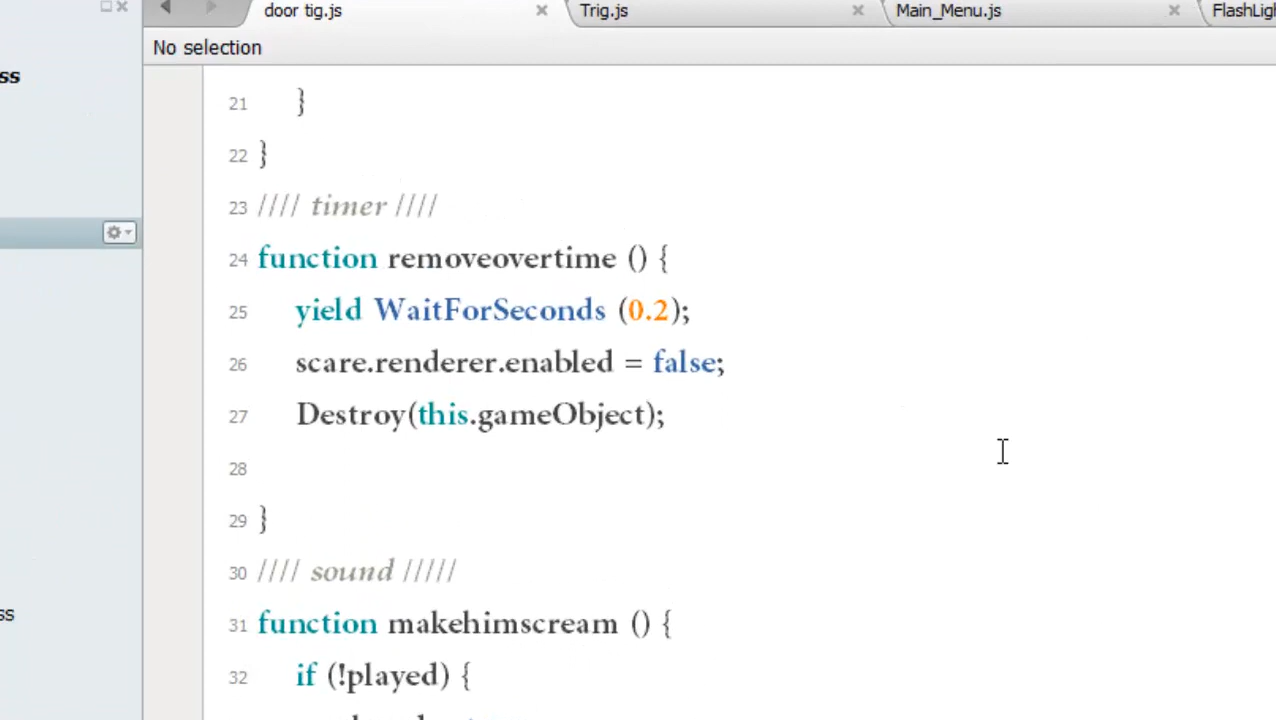 door tig.js
Trig.js
Main_Menu.js
FlashLigh
No selection
ss
21 }
22 }
23 //// timer ////
24 function removeovertime () {
25 yield WaitForSeconds (0.2);
26 scare.renderer.enabled = false;
27 Destroy(this.gameObject);
28
29 }
30 //// sound /////
ss
31 function makehimscream () {
32 if (!played) {